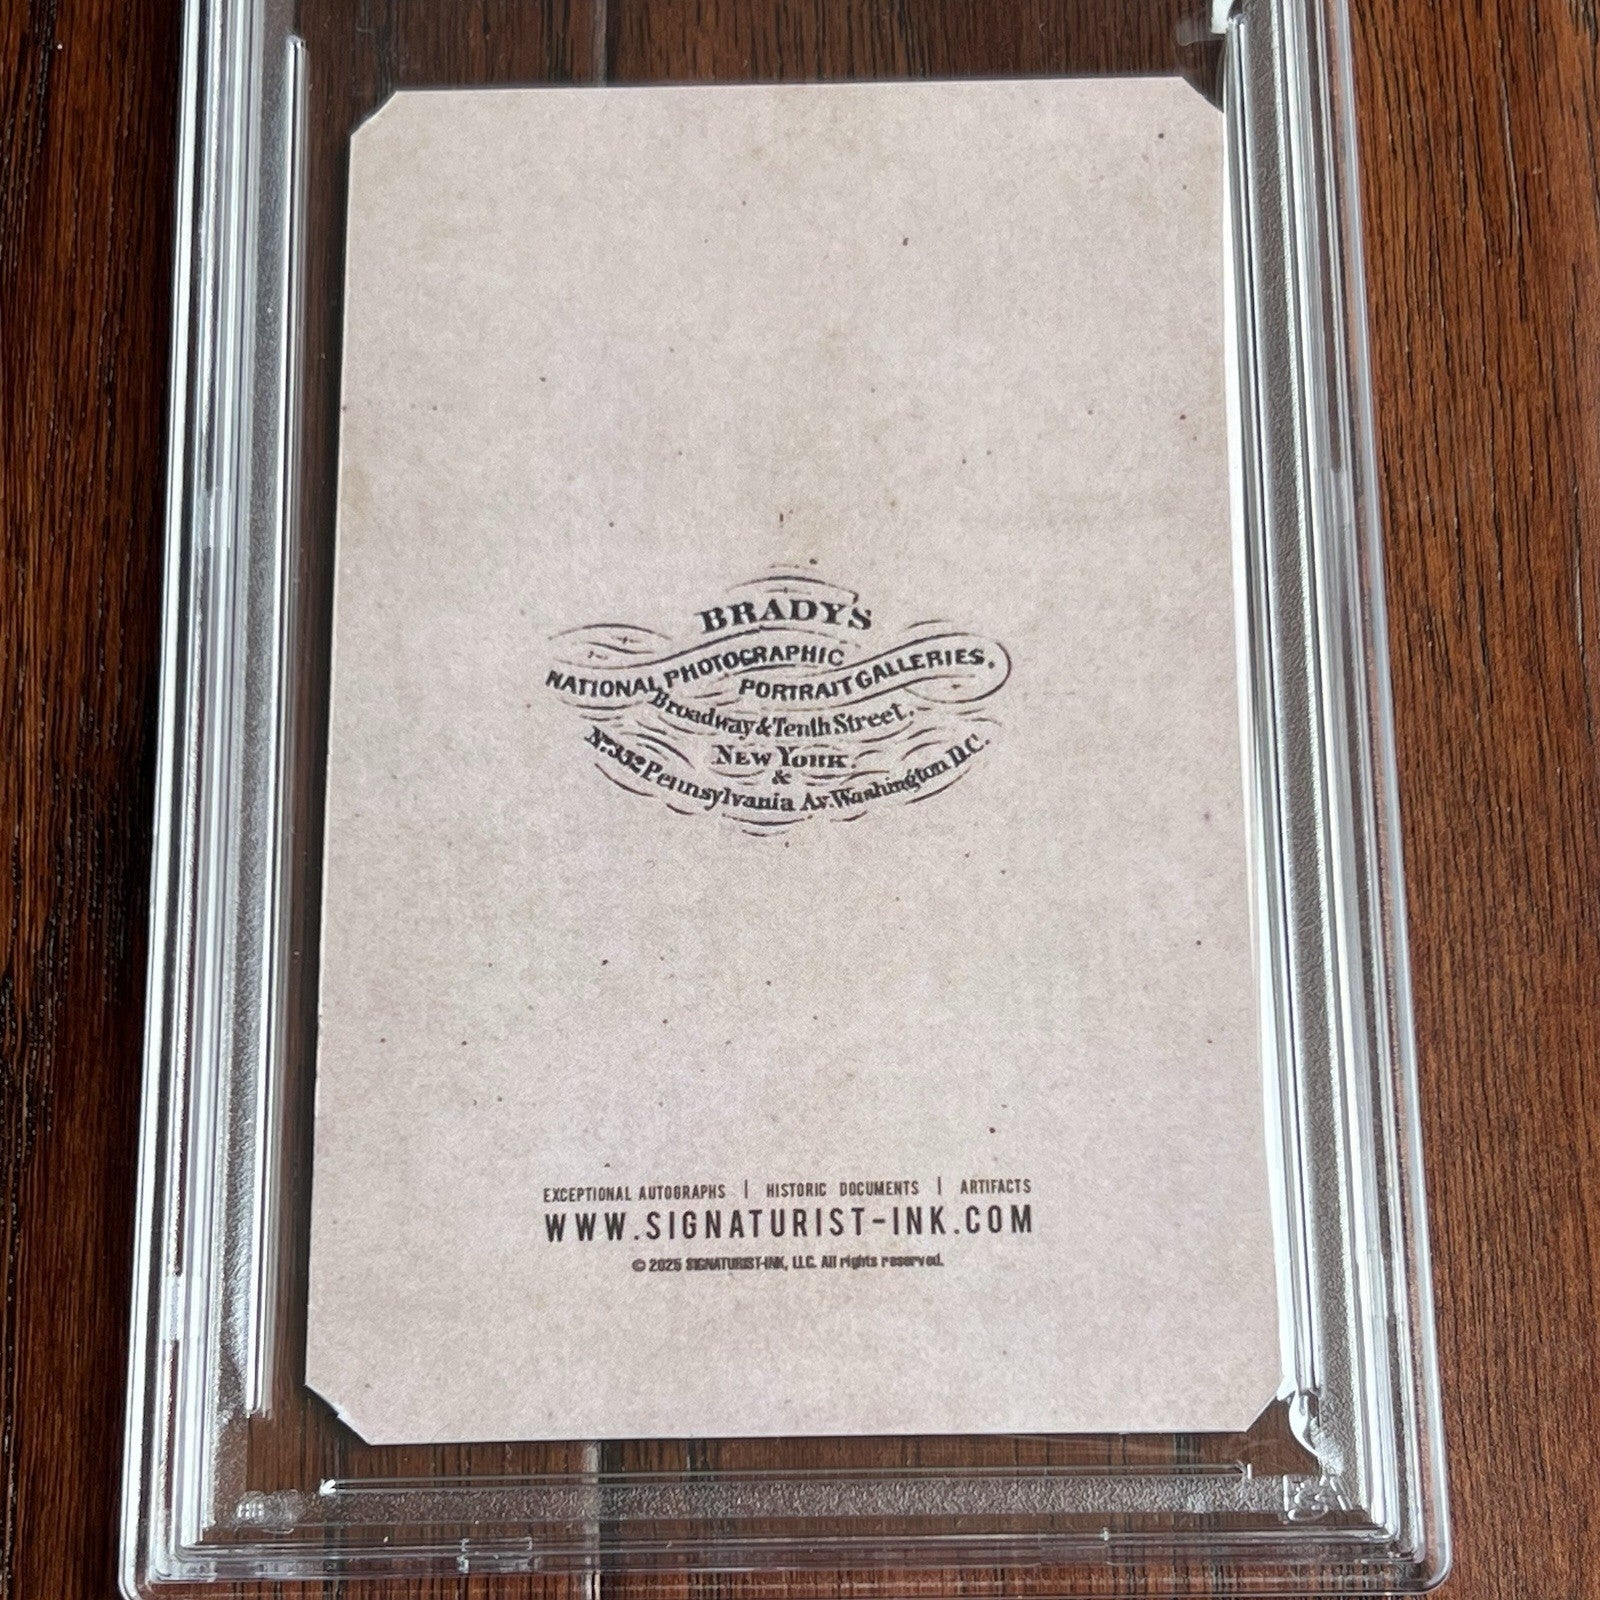 BRADY'S
NATIONAL PHOTOGRAPHIC
PORTRAIT GALLERIES,
Broadway & Tenth Street.
NEW YORK.
&
No. 352 Pennsylvania Av. Washington D.C.
EXCEPTIONAL AUTOGRAPHS | HISTORIC DOCUMENTS | ARTIFACTS
WWW.SIGNATURIST-INK.COM
© 2025 SIGNATURIST-INK, LLC. All rights reserved.